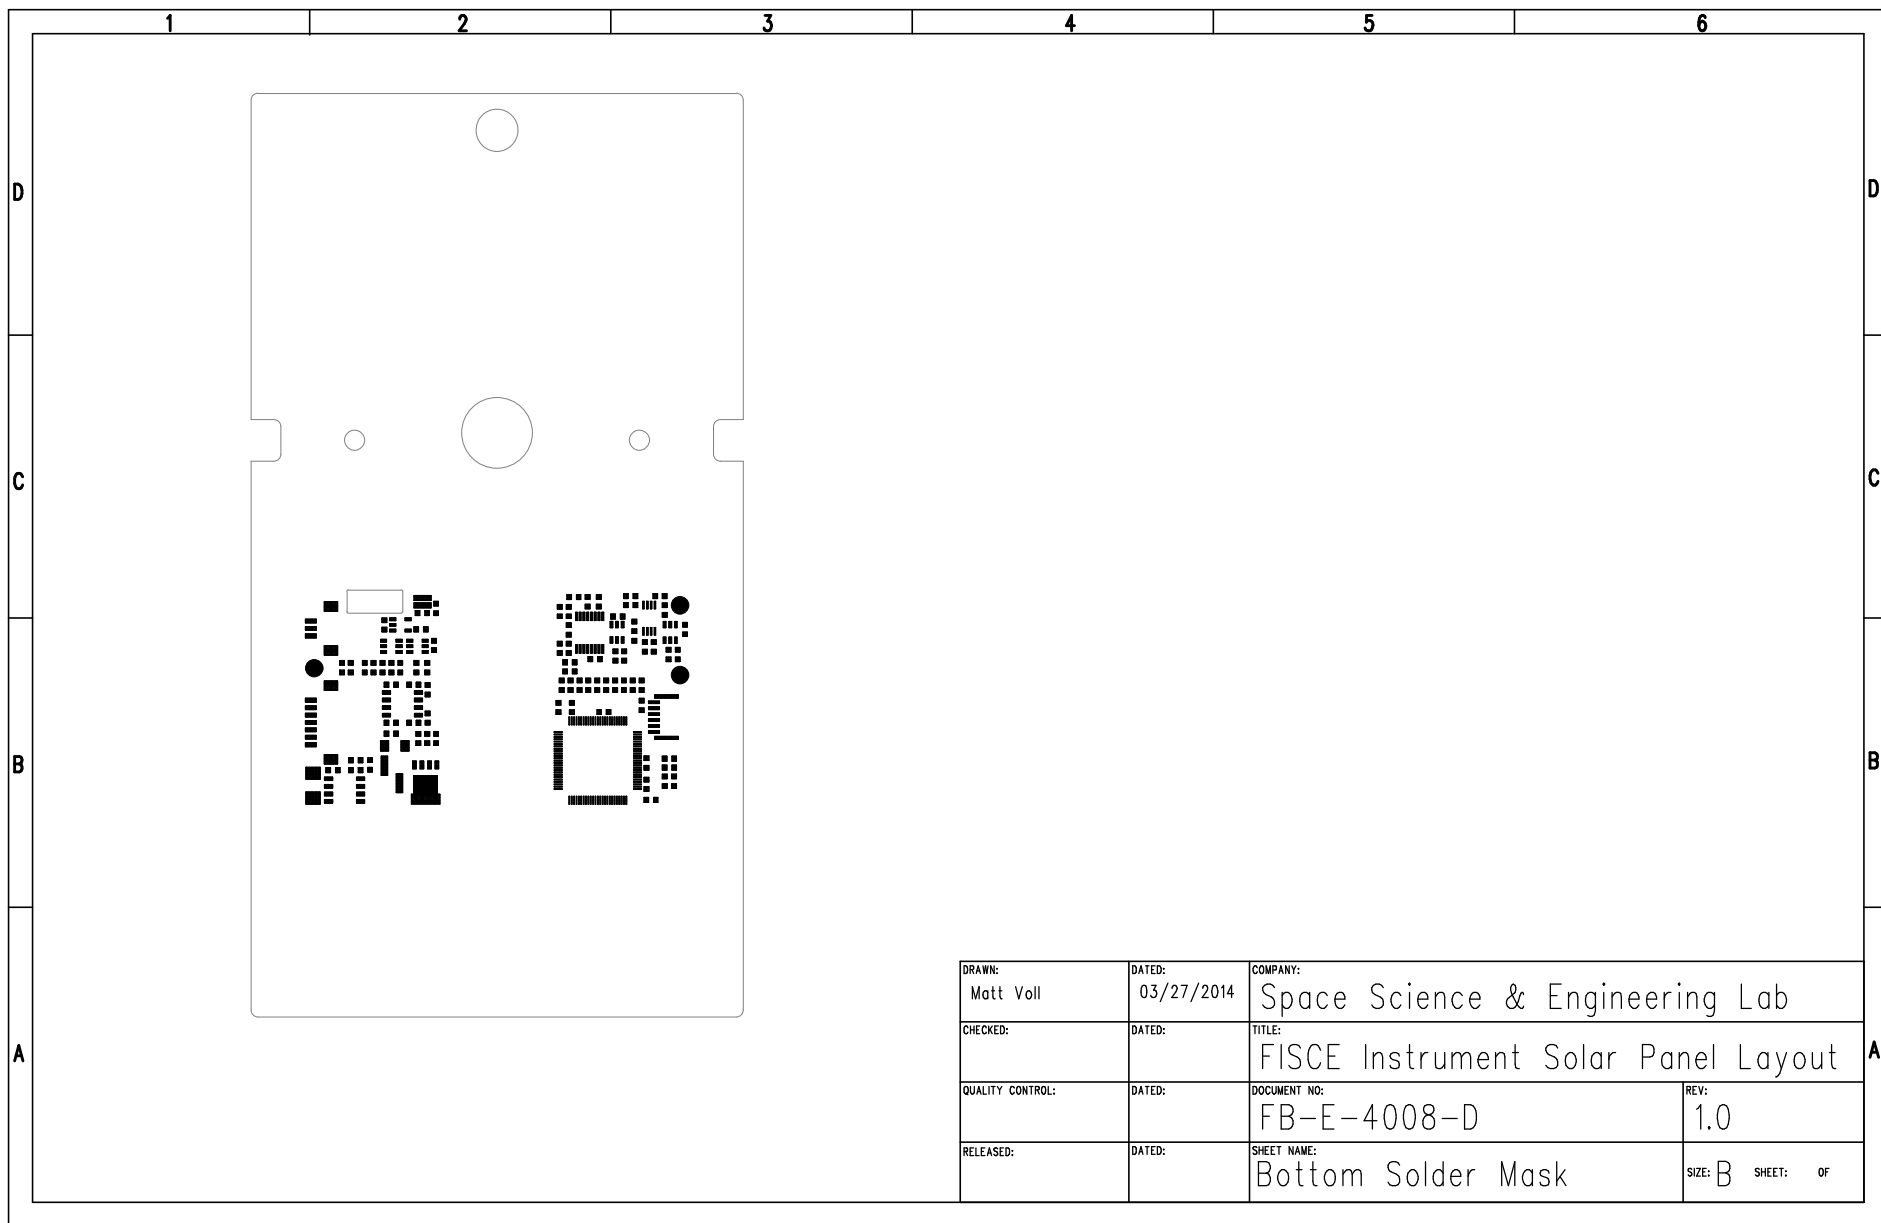 1 2 3 4 5 6
D D
C C
B B
A A
DRAWN: DATED: COMPANY:
Matt Voll 03/27/2014 Space Science & Engineering Lab
CHECKED: DATED: TITLE:
FISCE Instrument Solar Panel Layout
QUALITY CONTROL: DATED: DOCUMENT NO: REV:
FB-E-4008-D 1.0
RELEASED: DATED: SHEET NAME:
Bottom Solder Mask SIZE: B SHEET: OF